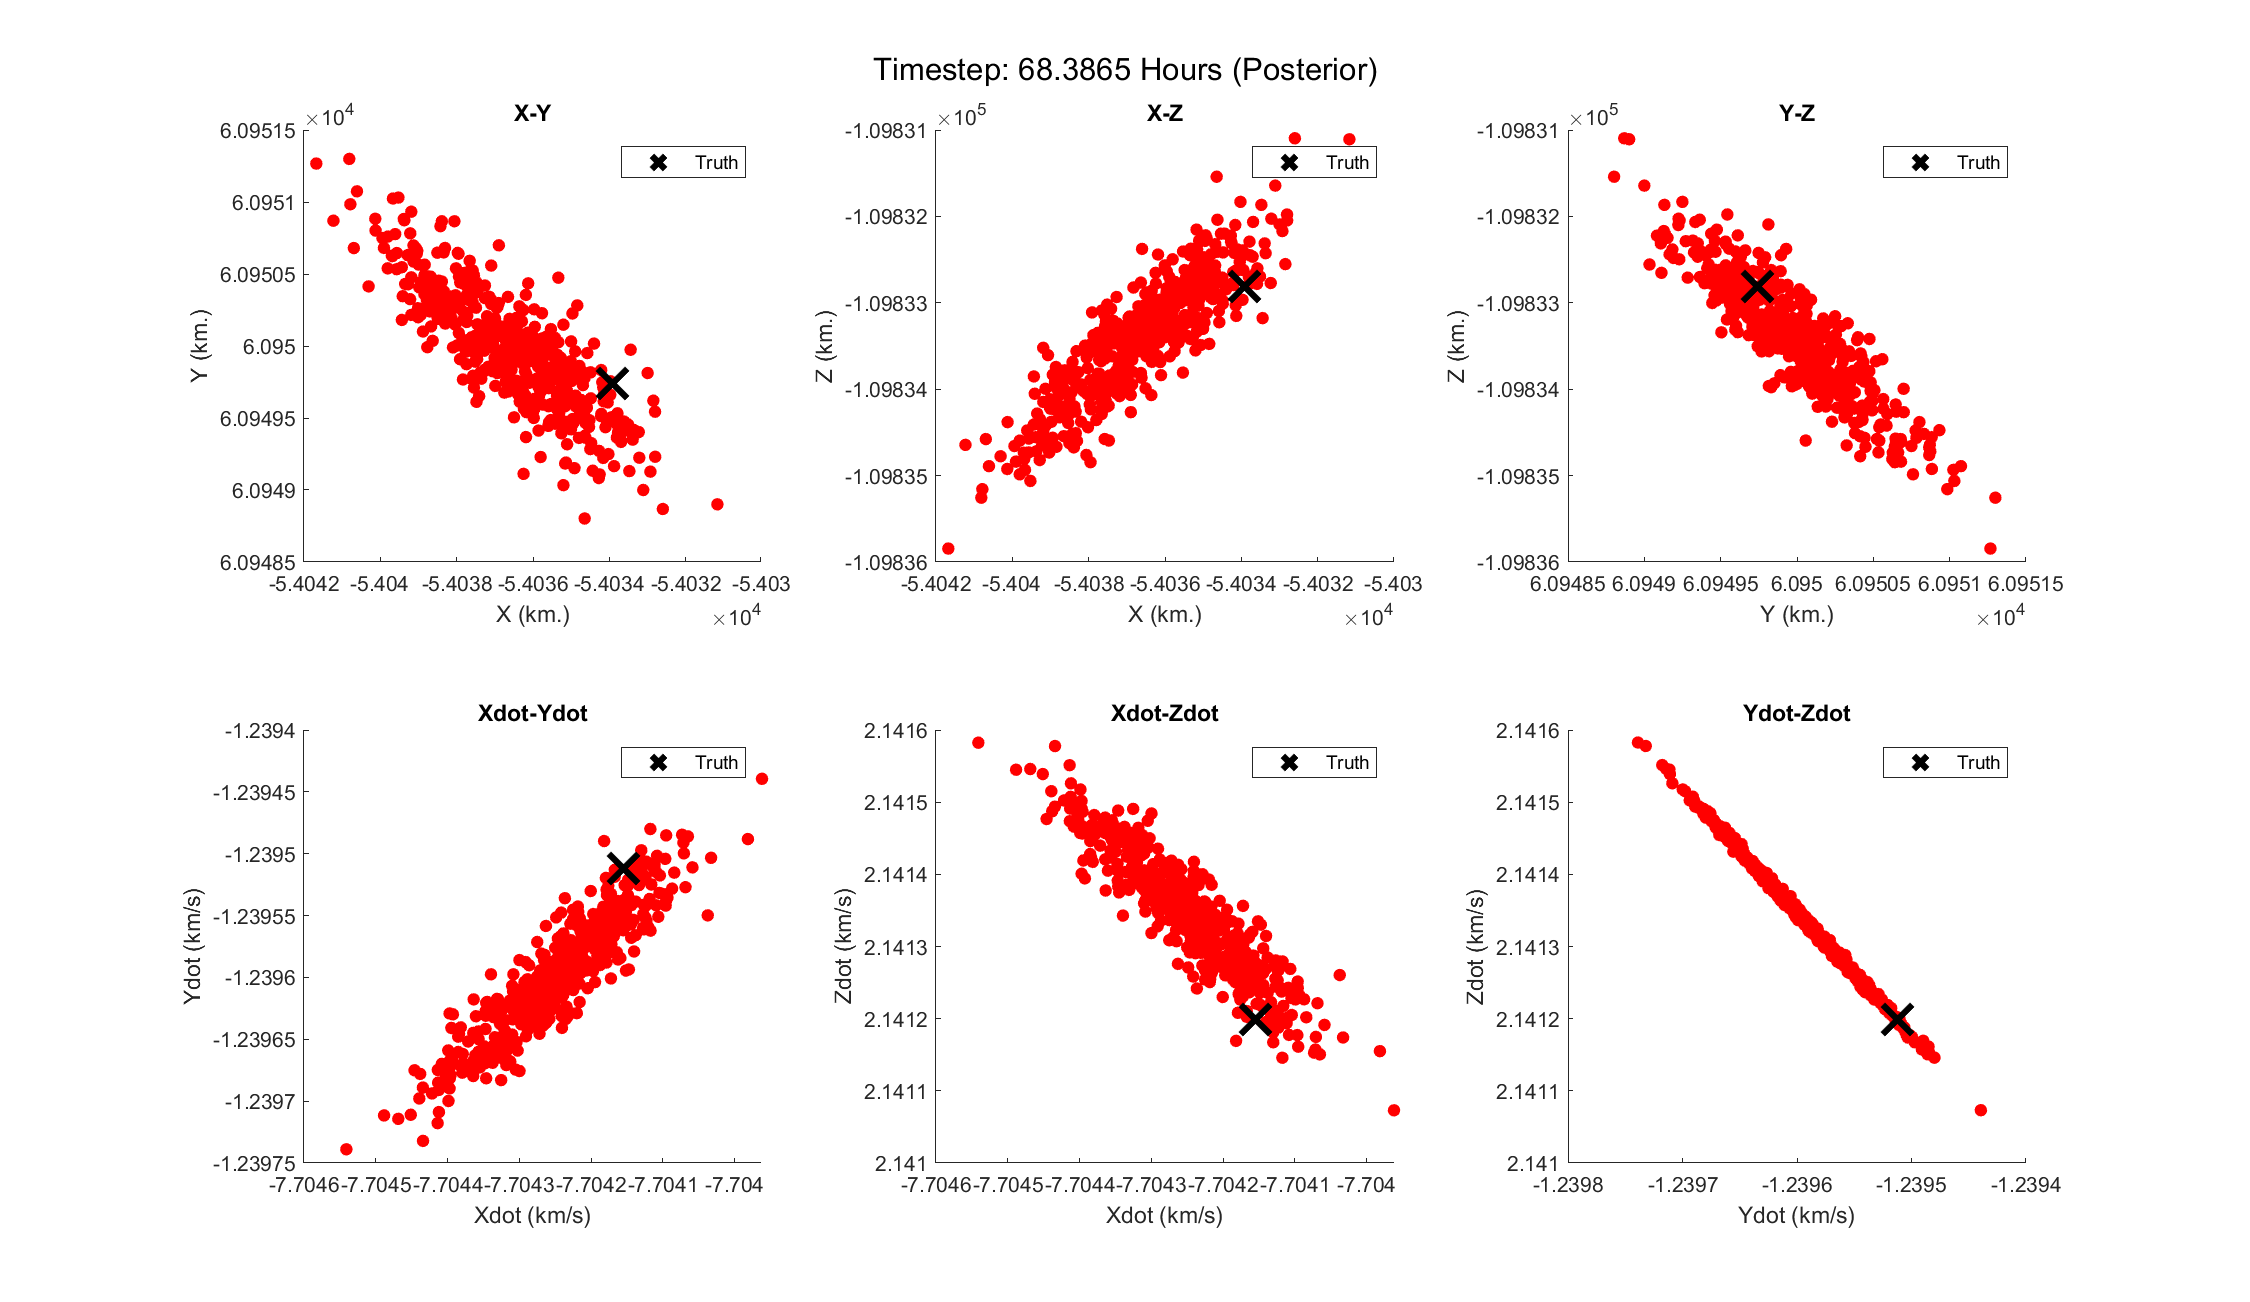 Timestep: 68.3865 Hours (Posterior)
X-Y
×10^4
6.09515
6.0951
6.09505
6.095
6.09495
6.0949
6.09485
Y (km.)
Truth
-5.4042 -5.404 -5.4038 -5.4036 -5.4034 -5.4032 -5.403
X (km.)
×10^4
X-Z
×10^5
-1.09831
-1.09832
-1.09833
-1.09834
-1.09835
-1.09836
Z (km.)
Truth
-5.4042 -5.404 -5.4038 -5.4036 -5.4034 -5.4032 -5.403
X (km.)
×10^4
Y-Z
×10^5
-1.09831
-1.09832
-1.09833
-1.09834
-1.09835
-1.09836
Z (km.)
Truth
6.09485 6.0949 6.09495 6.095 6.09505 6.0951 6.09515
Y (km.)
×10^4
Xdot-Ydot
-1.2394
-1.23945
-1.2395
-1.23955
-1.2396
-1.23965
-1.2397
-1.23975
Ydot (km/s)
Truth
-7.7046 -7.7045 -7.7044 -7.7043 -7.7042 -7.7041 -7.704
Xdot (km/s)
Xdot-Zdot
2.1416
2.1415
2.1414
2.1413
2.1412
2.1411
2.141
Zdot (km/s)
Truth
-7.7046 -7.7045 -7.7044 -7.7043 -7.7042 -7.7041 -7.704
Xdot (km/s)
Ydot-Zdot
2.1416
2.1415
2.1414
2.1413
2.1412
2.1411
2.141
Zdot (km/s)
Truth
-1.2398 -1.2397 -1.2396 -1.2395 -1.2394
Ydot (km/s)